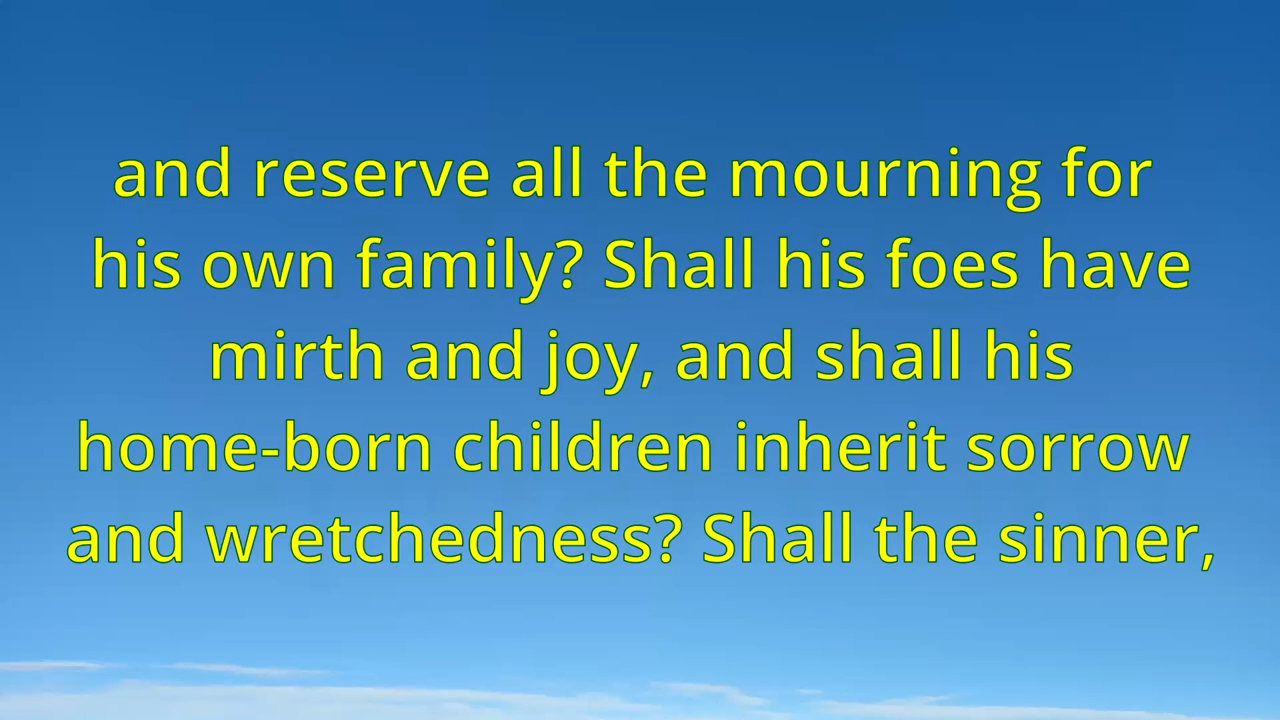 and reserve all the mourning for
his own family? Shall his foes have
mirth and joy, and shall his
home-born children inherit sorrow
and wretchedness? Shall the sinner,